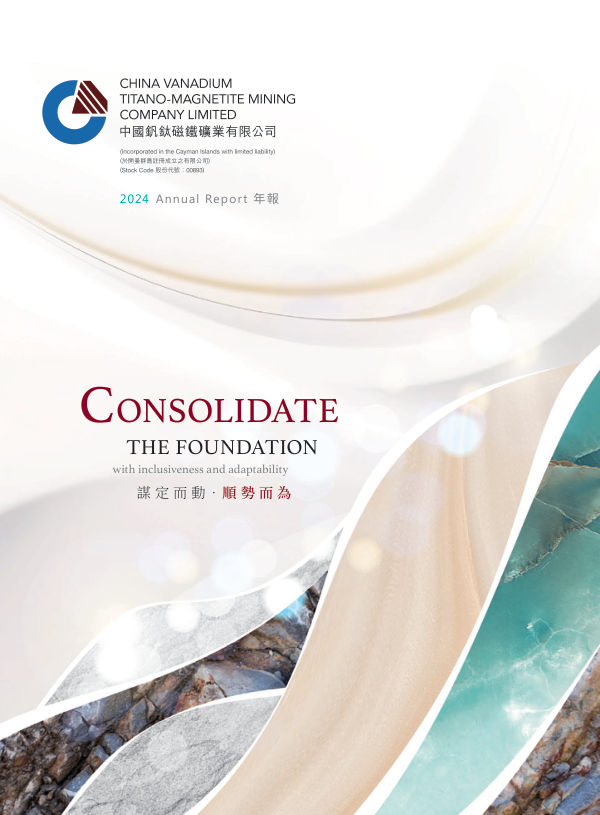 CHINA VANADIUM
TITANO-MAGNETITE MINING
COMPANY LIMITED
中國釩鈦磁鐵礦業有限公司
(Incorporated in the Cayman Islands with limited liability)
(於開曼群島註冊成立之有限公司)
(Stock Code 股份代號：00893)
2024 Annual Report 年報
CONSOLIDATE
THE FOUNDATION
with inclusiveness and adaptability
謀定而動·順勢而為